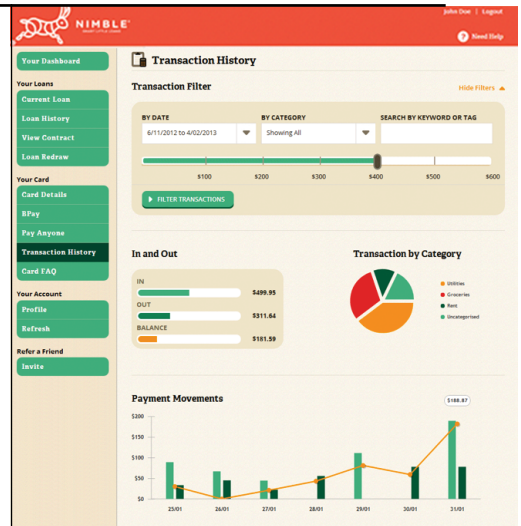 John Doe | Logout
NIMBLE
SMART LITTLE LOANS
? Need Help
Your Dashboard
Your Loans
Current Loan
Loan History
View Contract
Loan Redraw
Your Card
Card Details
BPay
Pay Anyone
Transaction History
Card FAQ
Your Account
Profile
Refresh
Refer a Friend
Invite
Transaction History
Transaction Filter
Hide Filters
BY DATE
BY CATEGORY
SEARCH BY KEYWORD OR TAG
6/11/2012 to 4/02/2013
Showing All
$100 $200 $300 $400 $500 $600
FILTER TRANSACTIONS
In and Out
IN
$499.95
OUT
$311.64
BALANCE
$181.59
Transaction by Category
Utilities
Groceries
Rent
Uncategorised
Payment Movements
$188.87
$200
$150
$100
$50
$0
25/01 26/01 27/01 28/01 29/01 30/01 31/01